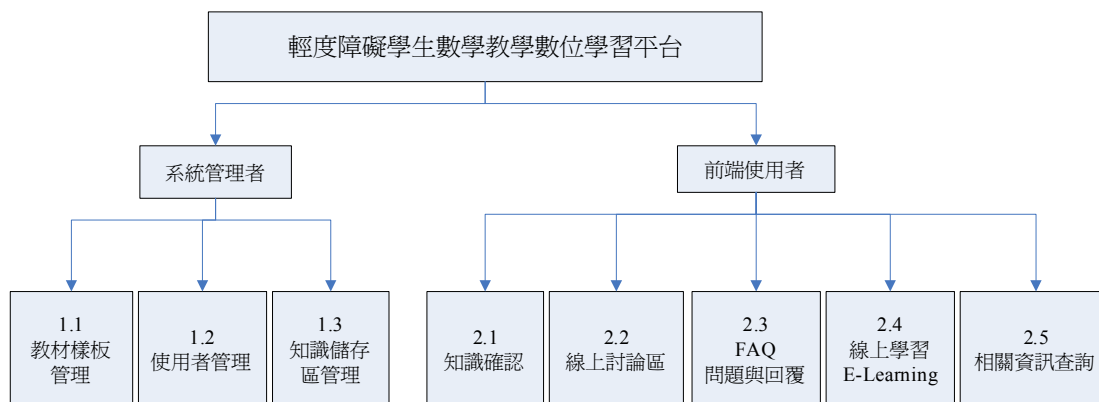 輕度障礙學生數學教學數位學習平台
系統管理者
前端使用者
1.1
教材樣板
管理
1.2
使用者管理
1.3
知識儲存
區管理
2.1
知識確認
2.2
線上討論區
2.3
FAQ
問題與回覆
2.4
線上學習
E-Learning
2.5
相關資訊查詢